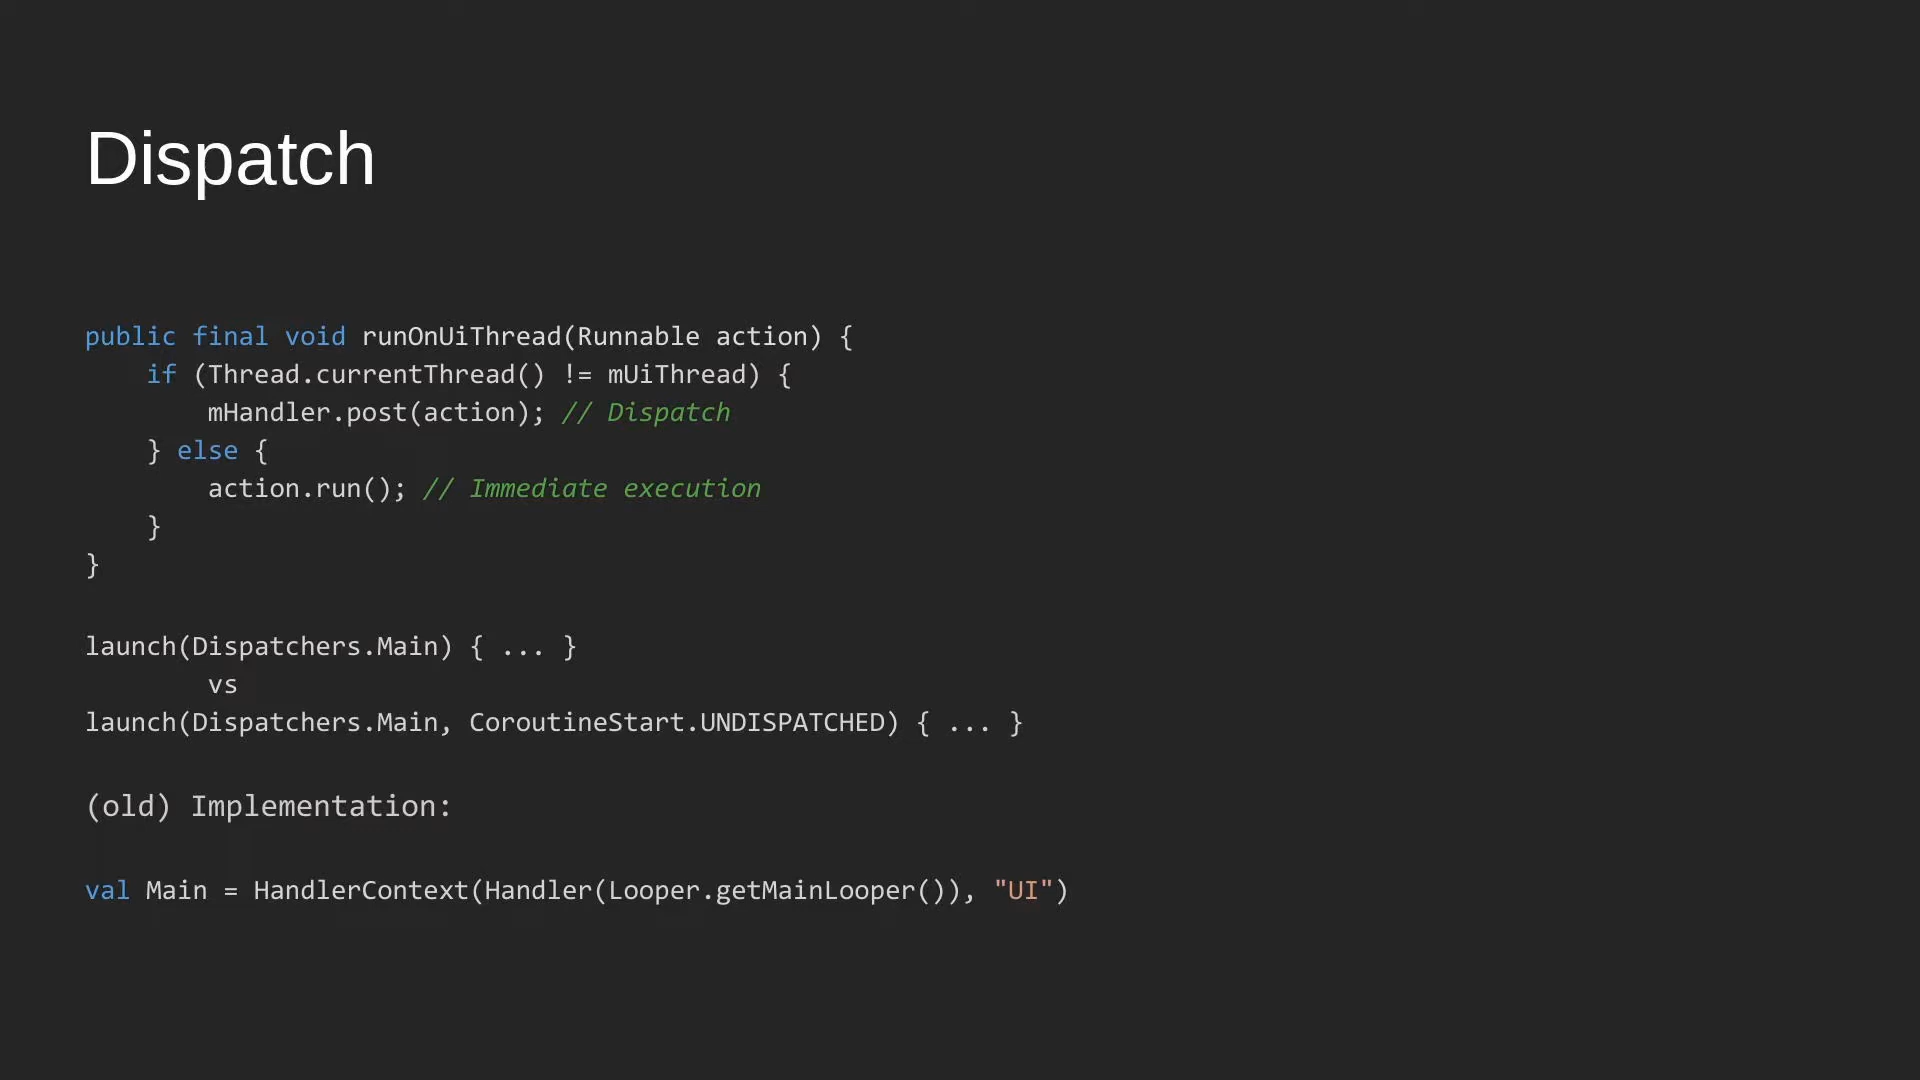 Dispatch
public final void runOnUiThread(Runnable action) {
    if (Thread.currentThread() != mUiThread) {
        mHandler.post(action); // Dispatch
    } else {
        action.run(); // Immediate execution
    }
}
launch(Dispatchers.Main) { ... }
        vs
launch(Dispatchers.Main, CoroutineStart.UNDISPATCHED) { ... }
(old) Implementation:
val Main = HandlerContext(Handler(Looper.getMainLooper()), "UI")